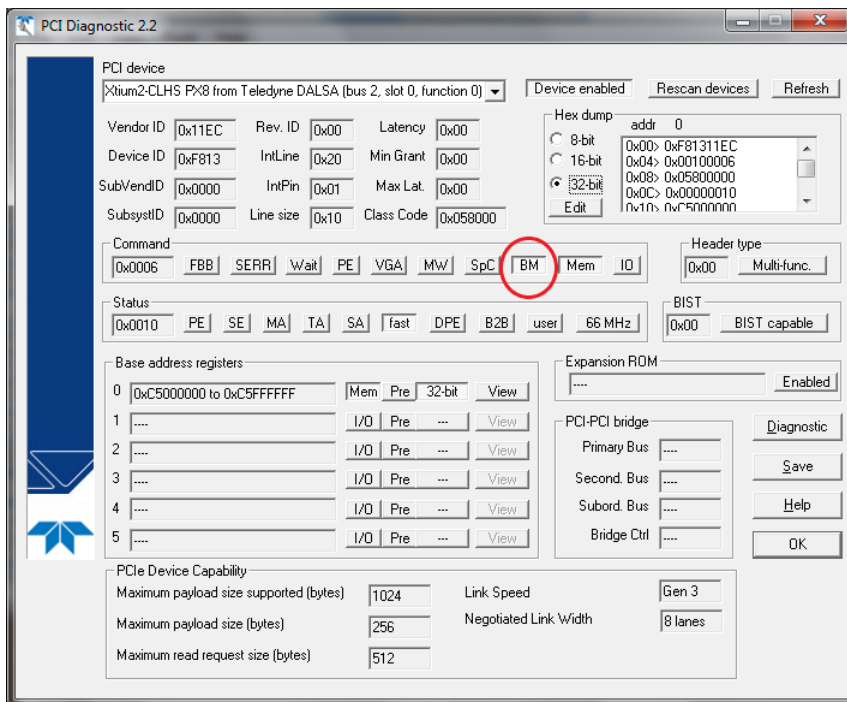 PCI Diagnostic 2.2
PCI device
Xtium2-CLHS PX8 from Teledyne DALSA (bus 2, slot 0, function 0)
Device enabled
Rescan devices
Refresh
Vendor ID 0x11EC Rev. ID 0x00 Latency 0x00
Device ID 0xF813 IntLine 0x20 Min Grant 0x00
SubVendID 0x0000 IntPin 0x01 Max Lat. 0x00
SubsystID 0x0000 Line size 0x10 Class Code 0x058000
Hex dump
addr 0
8-bit
16-bit
32-bit
Edit
0x00> 0xF81311EC
0x04> 0x00100006
0x08> 0x05800000
0x0C> 0x00000010
0x10> 0xC5000000
Command
0x0006 FBB SERR Wait PE VGA MW SpC BM Mem IO
Header type
0x00 Multi-func.
Status
0x0010 PE SE MA TA SA fast DPE B2B user 66 MHz
BIST
0x00 BIST capable
Base address registers
0 0xC5000000 to 0xC5FFFFFF Mem Pre 32-bit View
1 ---- I/O Pre --- View
2 ---- I/O Pre --- View
3 ---- I/O Pre --- View
4 ---- I/O Pre --- View
5 ---- I/O Pre --- View
Expansion ROM
---- Enabled
PCI-PCI bridge
Primary Bus ----
Second. Bus ----
Subord. Bus ----
Bridge Ctrl ----
Diagnostic
Save
Help
OK
PCIe Device Capability
Maximum payload size supported (bytes) 1024 Link Speed Gen 3
Maximum payload size (bytes) 256 Negotiated Link Width 8 lanes
Maximum read request size (bytes) 512